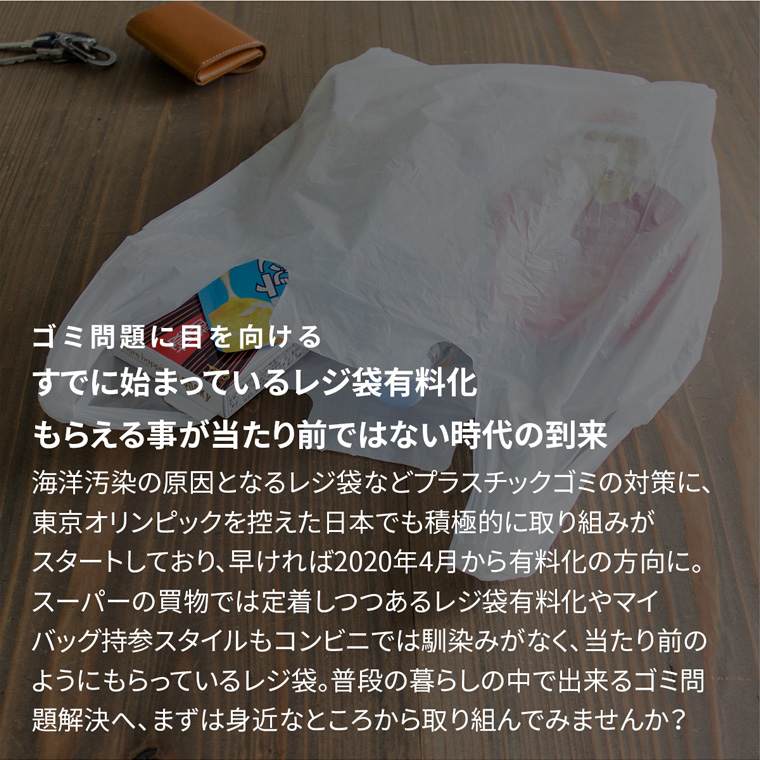 ゴミ問題に目を向ける
すでに始まっているレジ袋有料化
もらえる事が当たり前ではない時代の到来
海洋汚染の原因となるレジ袋などプラスチックゴミの対策に、
東京オリンピックを控えた日本でも積極的に取り組みが
スタートしており、早ければ2020年4月から有料化の方向に。
スーパーの買物では定着しつつあるレジ袋有料化やマイ
バッグ持参スタイルもコンビニでは馴染みがなく、当たり前の
ようにもらっているレジ袋。普段の暮らしの中で出来るゴミ問
題解決へ、まずは身近なところから取り組んでみませんか？